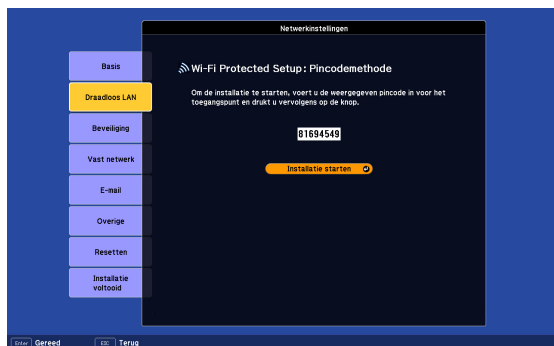 Netwerkinstellingen
Basis
Draadloos LAN
Beveiliging
Vast netwerk
E-mail
Overige
Resetten
Installatie
voltooid
Wi-Fi Protected Setup: Pincodemethode
Om de installatie te starten, voert u de weergegeven pincode in voor het
toegangspunt en drukt u vervolgens op de knop.
81694549
Installatie starten
Enter Gereed
ESC Terug